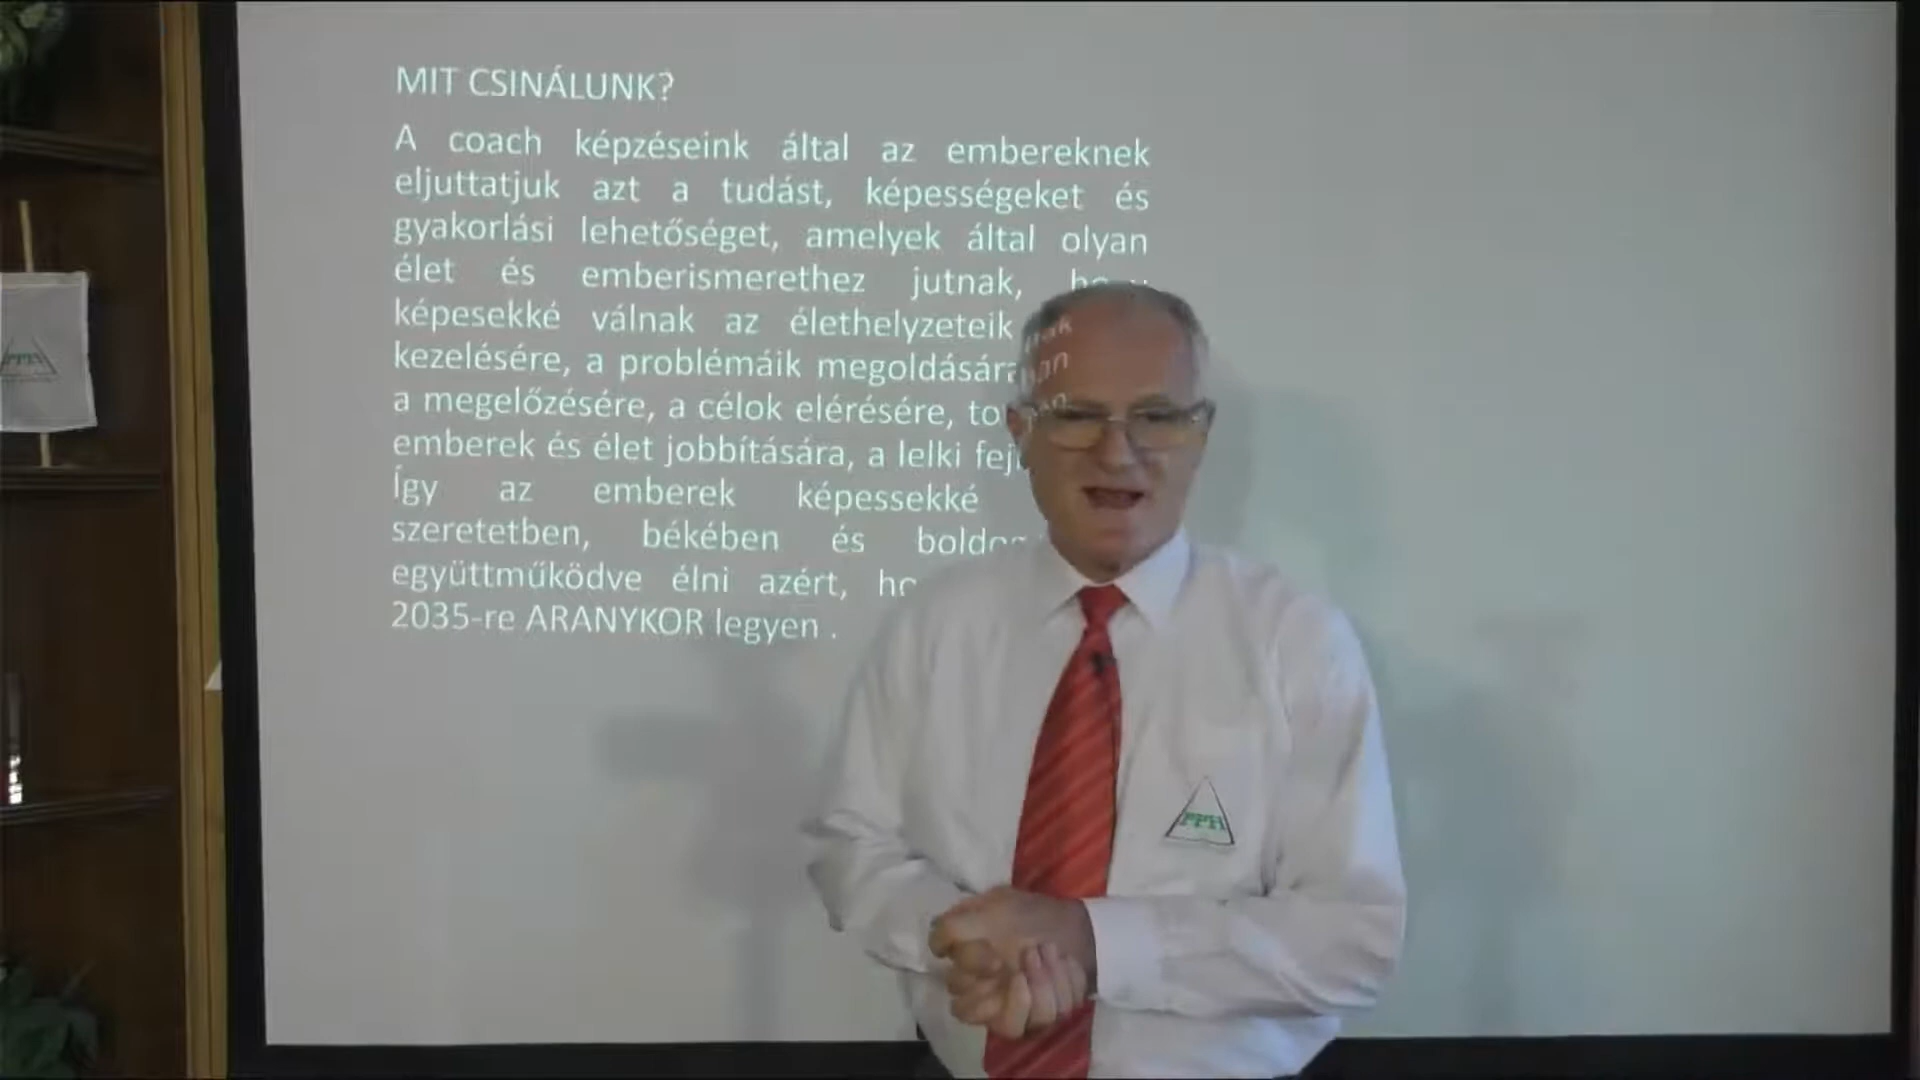 MIT CSINÁLUNK?
A coach képzéseink által az embereknek
eljuttatjuk azt a tudást, képességeket és
gyakorlási lehetőséget, amelyek által olyan
élet és emberismerethez jutnak,
képesekké válnak az élethelyzeteik
kezelésére, a problémáik megoldására
a megelőzésére, a célok elérésére,
emberek és élet jobbítására, a lelki
Így az emberek képessekké
szeretetben, békében és
együttműködve élni azért,
2035-re ARANYKOR legyen .
PPH
PPH